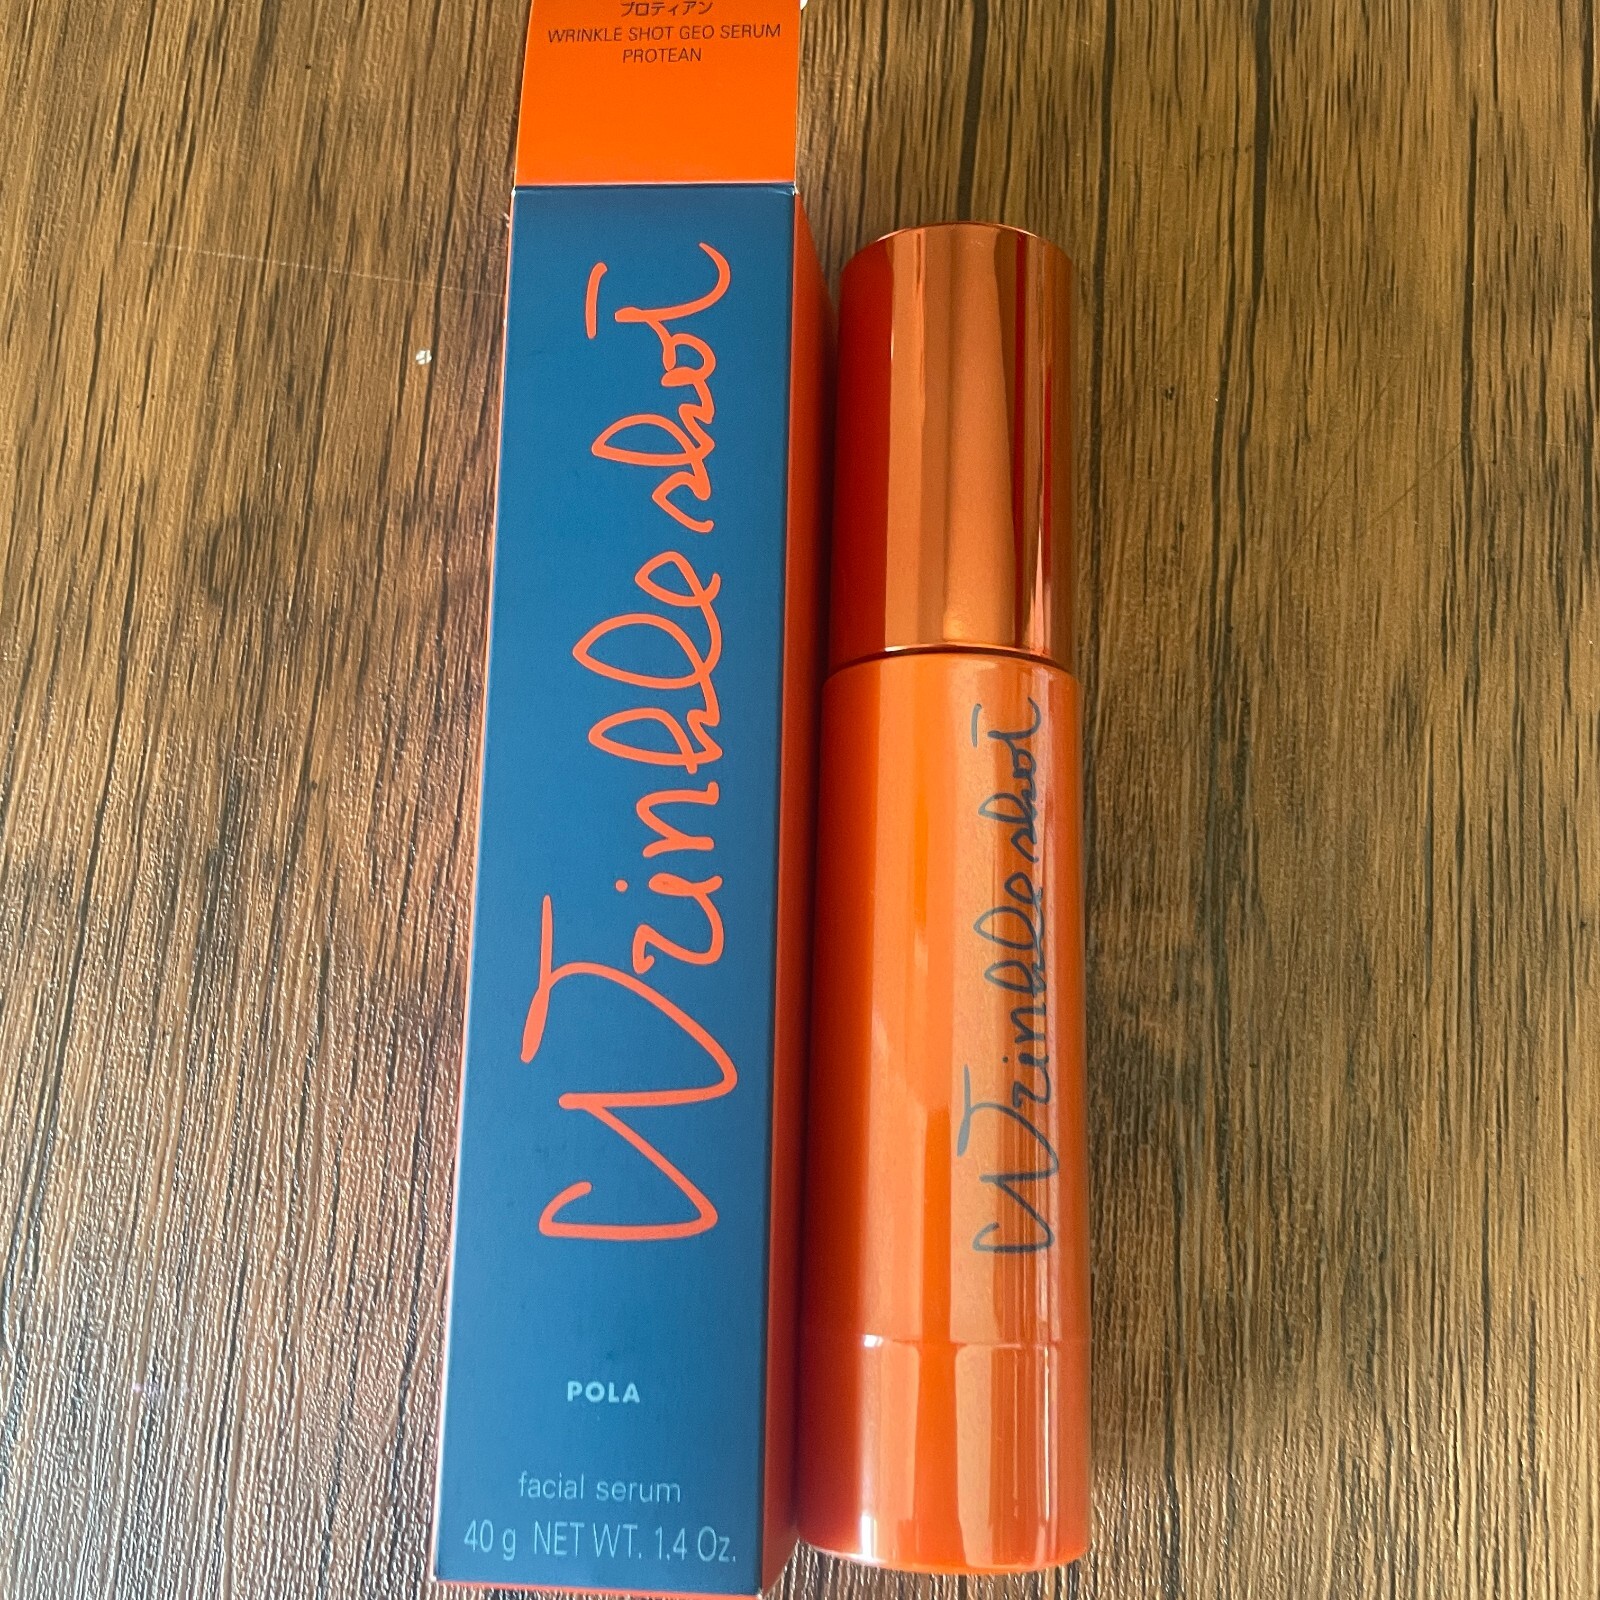 プロティアン
WRINKLE SHOT GEO SERUM
PROTEAN
Wrinkle shot
POLA
facial serum
40 g NET WT. 1.4 Oz.
Wrinkle shot